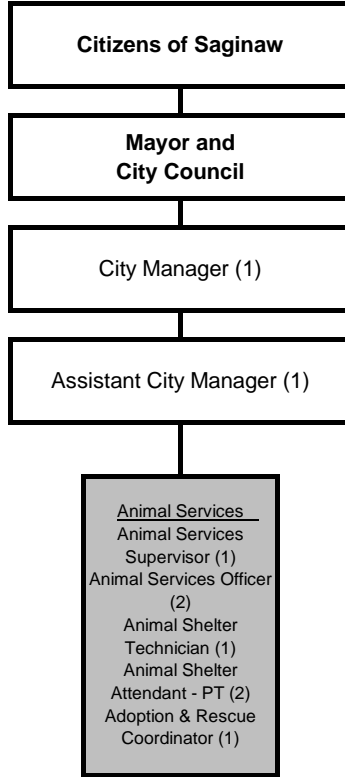 Citizens of Saginaw
Mayor and
City Council
City Manager (1)
Assistant City Manager (1)
Animal Services
Animal Services
Supervisor (1)
Animal Services Officer
(2)
Animal Shelter
Technician (1)
Animal Shelter
Attendant - PT (2)
Adoption & Rescue
Coordinator (1)